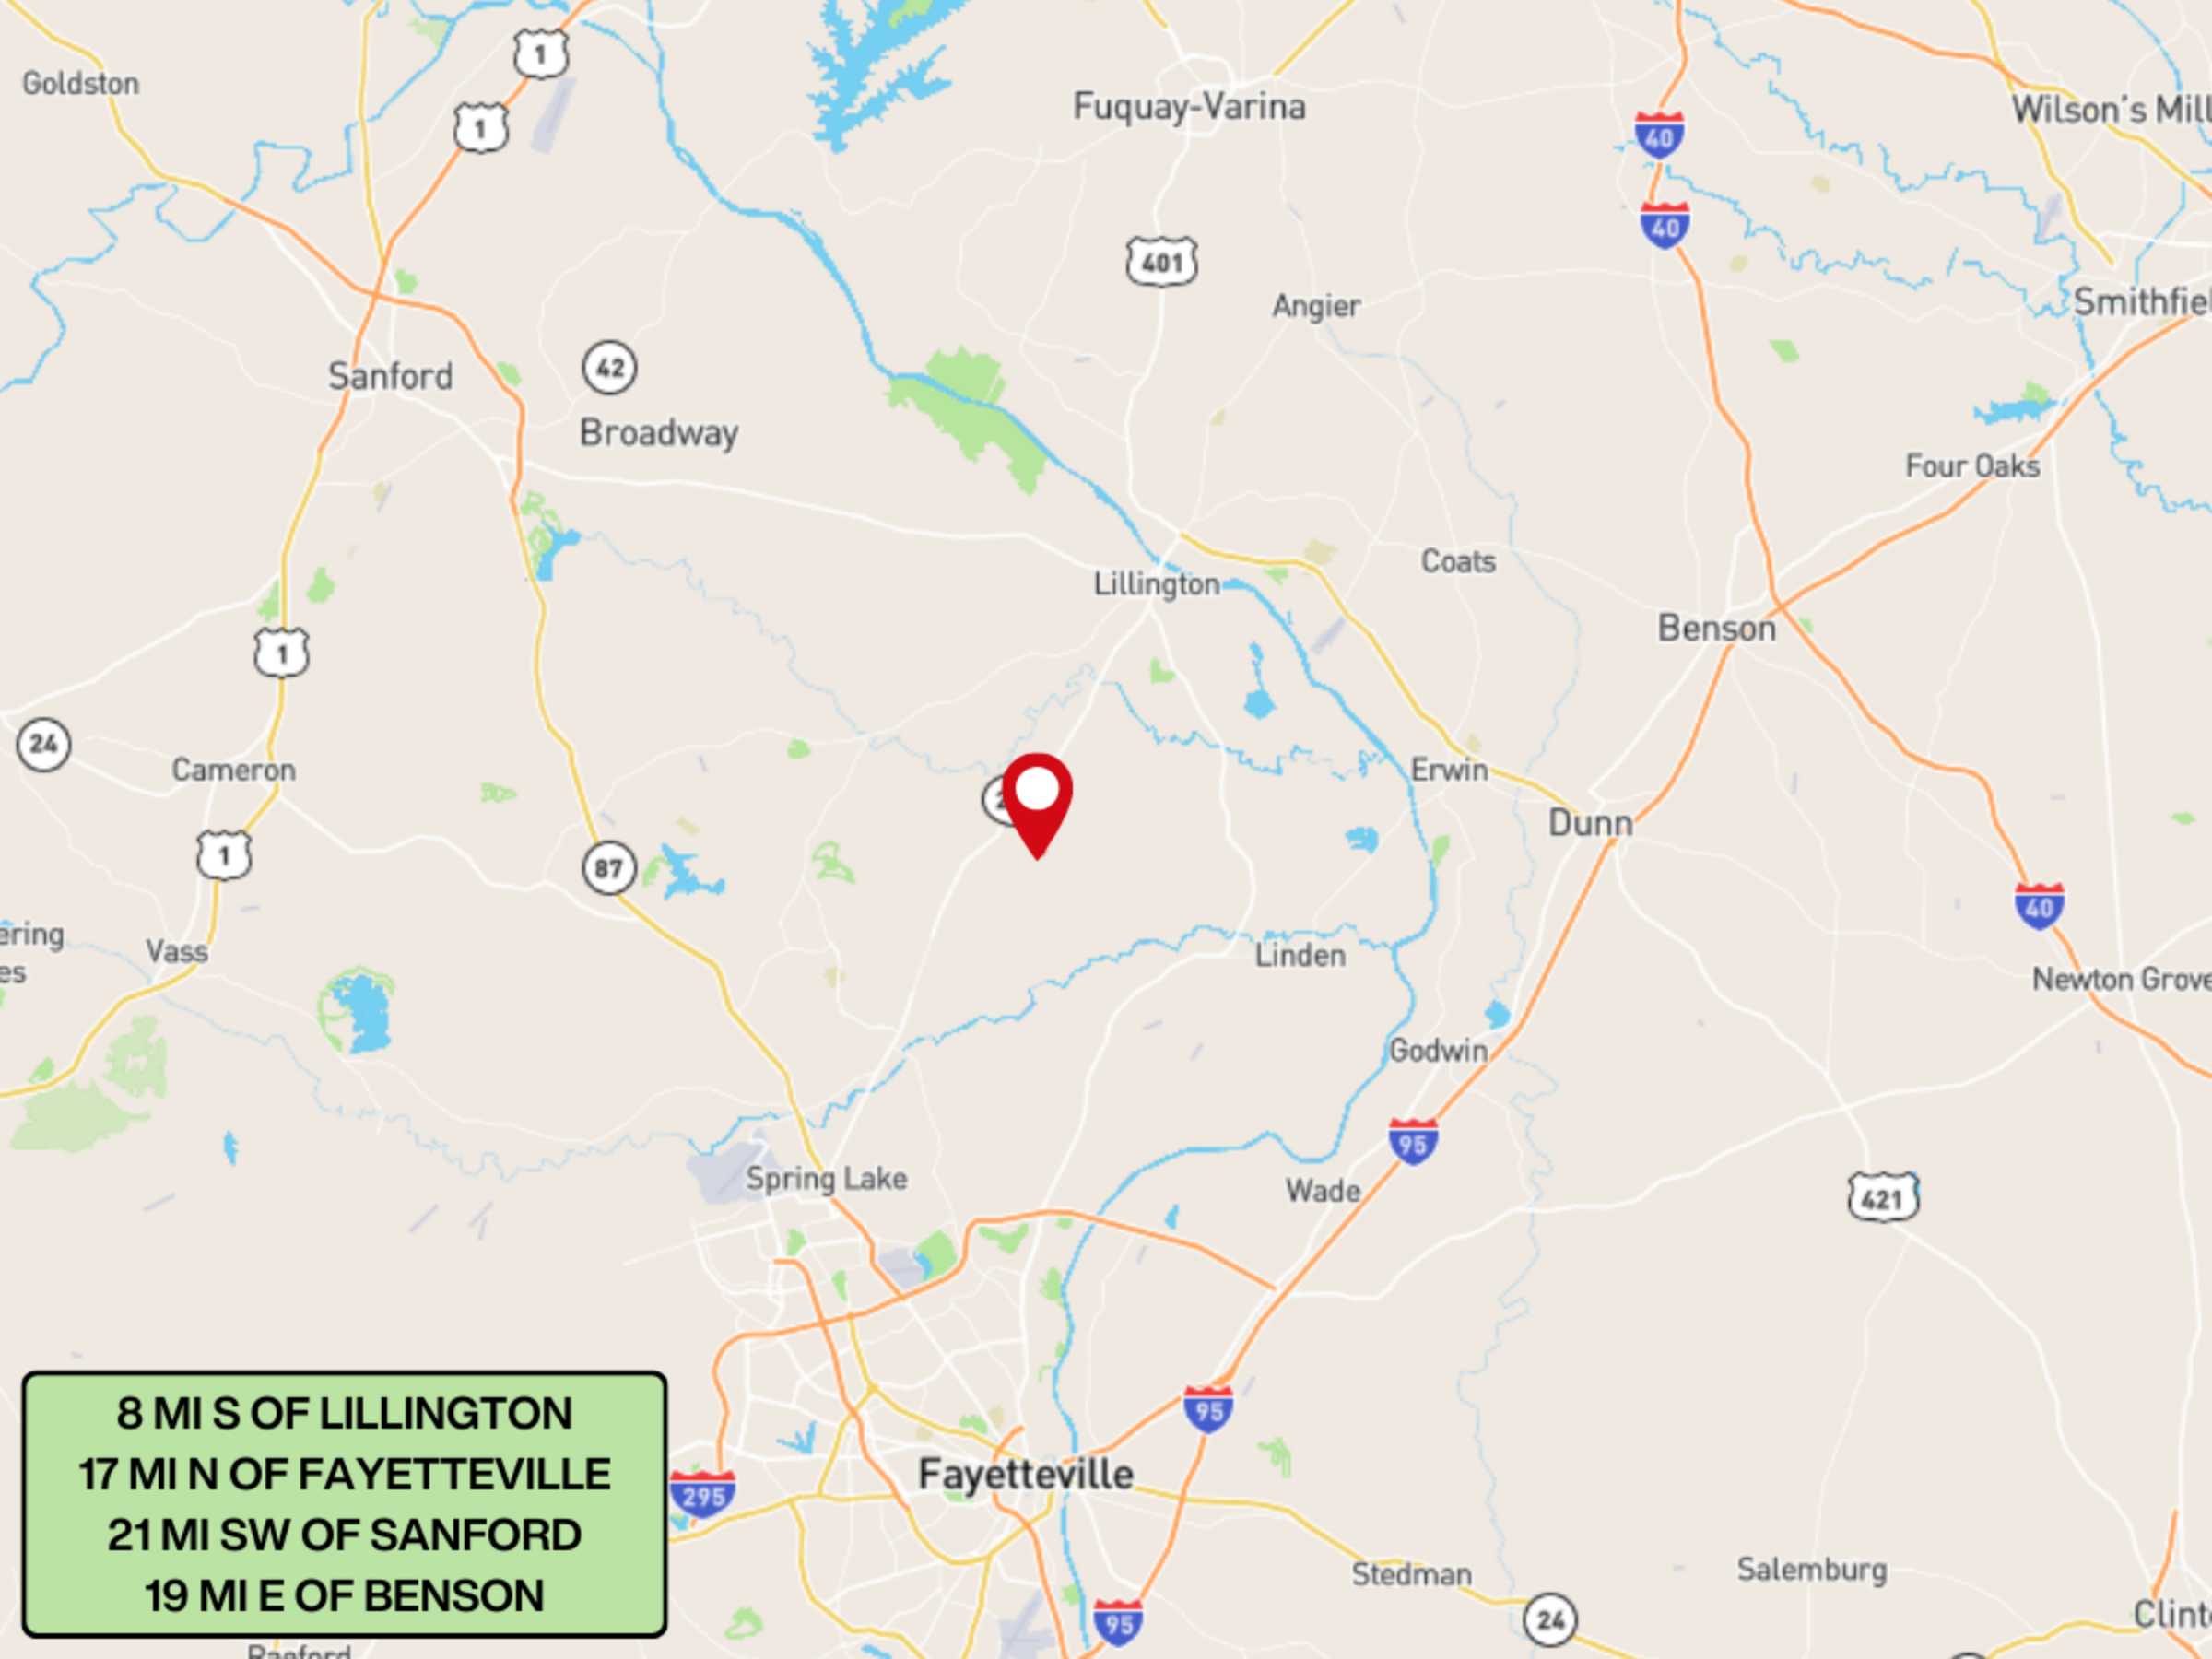 1
Goldston
1
Fuquay-Varina
Wilson's Mill
40
40
401
Angier
Smithfiel
Sanford
42
Broadway
Four Oaks
Coats
Lillington
Benson
1
24
Cameron
Erwin
Dunn
1
87
40
ering
es
Vass
Linden
Newton Grove
Godwin
95
Spring Lake
Wade
421
8 MI S OF LILLINGTON
17 MI N OF FAYETTEVILLE
21 MI SW OF SANFORD
19 MI E OF BENSON
95
Fayetteville
295
Stedman
Salemburg
24
95
Clint
Raeford